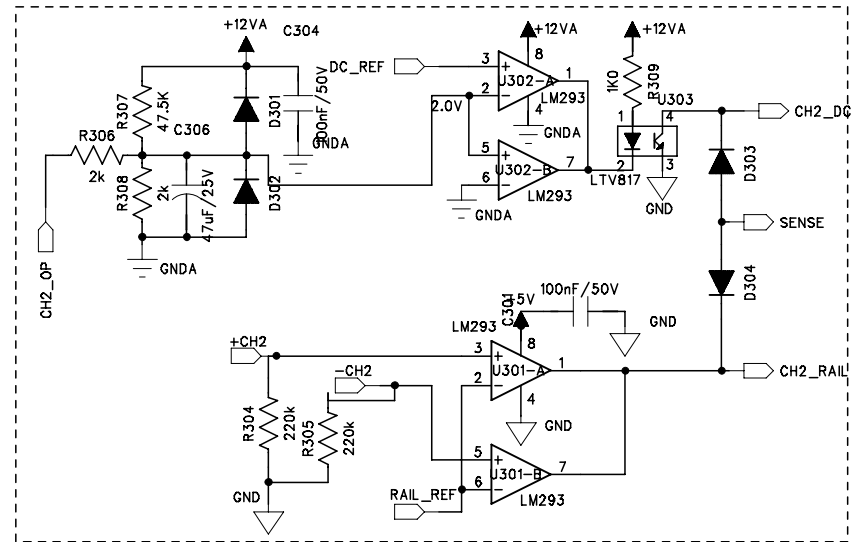 +12VA
C304
+12VA
+12VA
DC_REF
3
8
1
U302-A
2
LM293
4
GNDA
2.0V
1K0
R309
U303
1
4
2
3
LTV817
GND
CH2_DC
R307
47.5K
D301
100nF/50V
GNDA
C306
R306
2k
R308
2k
47uF/25V
D302
GNDA
CH2_OP
5
7
U302-B
6
LM293
GNDA
D303
SENSE
D304
C301
+5V
100nF/50V
GND
LM293
+CH2
3
8
1
U301-A
2
4
GND
-CH2
CH2_RAIL
R304
220k
R305
220k
GND
5
7
U301-B
6
LM293
RAIL_REF